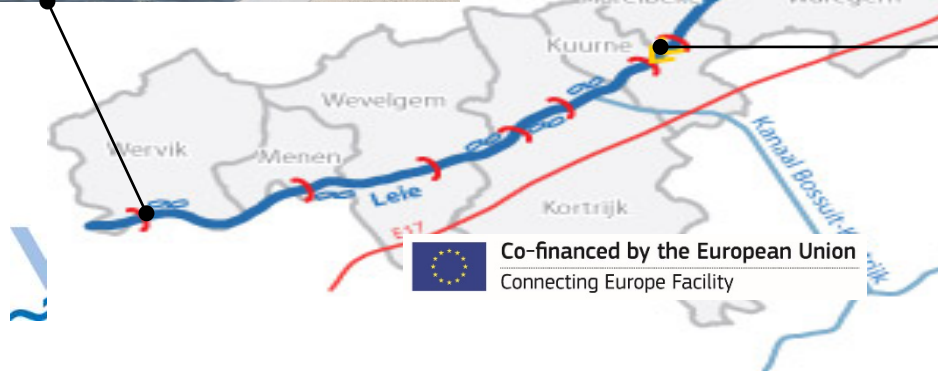 Kuurne
Wevelgem
Wervik
Menen
Leie
Kortrijk
E17
Co-financed by the European Union
Connecting Europe Facility